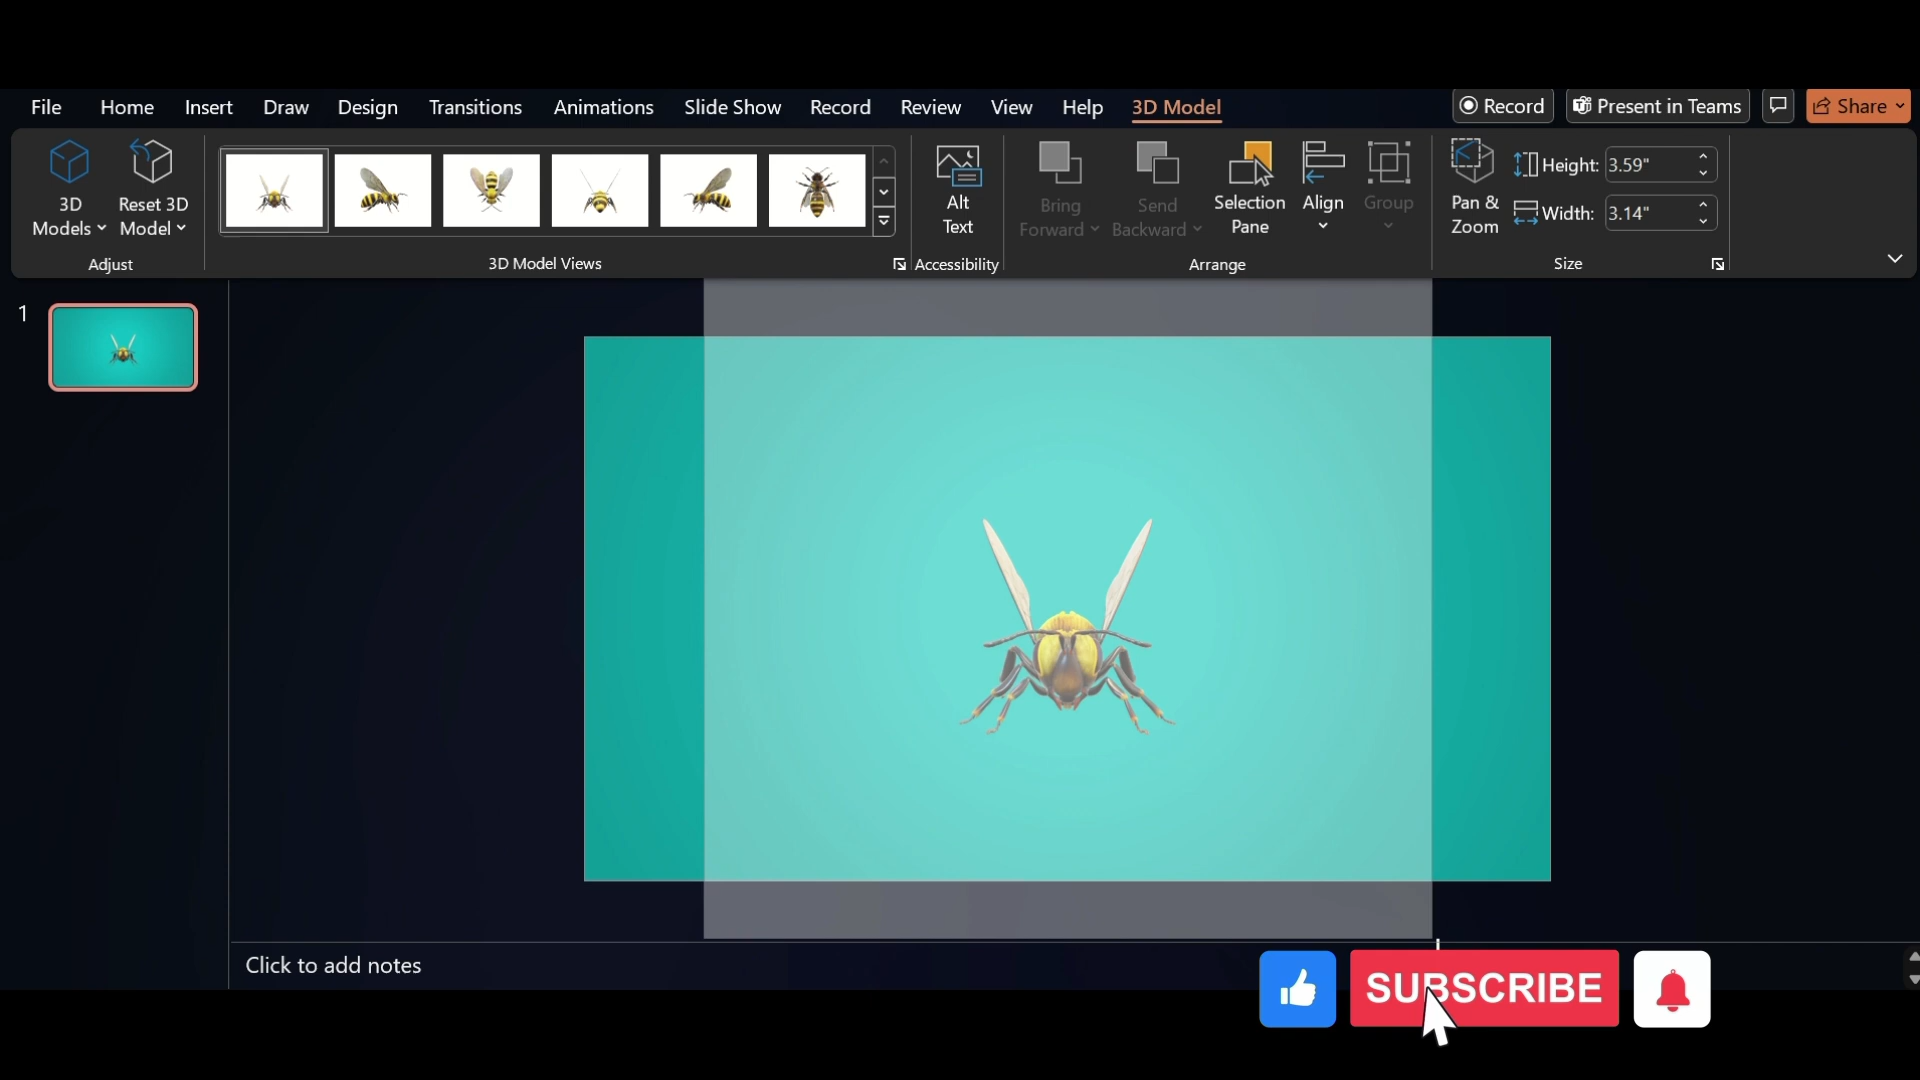 File Home Insert Draw Design Transitions Animations Slide Show Record Review View Help 3D Model
Record Present in Teams Share
3D
Models
Reset 3D
Model
Adjust
3D Model Views
Alt
Text
Accessibility
Bring
Forward
Send
Backward
Selection
Pane
Align
Group
Arrange
Pan &
Zoom
Height: 3.59"
Width: 3.14"
Size
1
Click to add notes
SUBSCRIBE